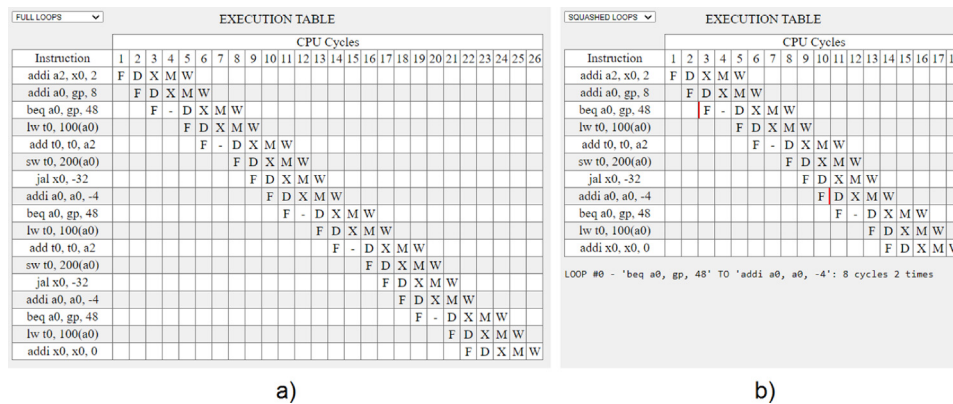 FULL LOOPS
EXECUTION TABLE
CPU Cycles
Instruction 1 2 3 4 5 6 7 8 9 10 11 12 13 14 15 16 17 18 19 20 21 22 23 24 25 26
addi a2, x0, 2 F D X M W
addi a0, gp, 8 F D X M W
beq a0, gp, 48 F - D X M W
lw t0, 100(a0) F D X M W
add t0, t0, a2 F - D X M W
sw t0, 200(a0) F D X M W
jal x0, -32 F D X M W
addi a0, a0, -4 F D X M W
beq a0, gp, 48 F - D X M W
lw t0, 100(a0) F D X M W
add t0, t0, a2 F - D X M W
sw t0, 200(a0) F D X M W
jal x0, -32 F D X M W
addi a0, a0, -4 F D X M W
beq a0, gp, 48 F - D X M W
lw t0, 100(a0) F D X M W
addi x0, x0, 0 F D X M W
a)
SQUASHED LOOPS
EXECUTION TABLE
CPU Cycles
Instruction 1 2 3 4 5 6 7 8 9 10 11 12 13 14 15 16 17
addi a2, x0, 2 F D X M W
addi a0, gp, 8 F D X M W
beq a0, gp, 48 F - D X M W
lw t0, 100(a0) F D X M W
add t0, t0, a2 F - D X M W
sw t0, 200(a0) F D X M W
jal x0, -32 F D X M W
addi a0, a0, -4 F D X M W
beq a0, gp, 48 F - D X M W
lw t0, 100(a0) F D X M W
addi x0, x0, 0 F D X M W
LOOP #0 - 'beq a0, gp, 48' TO 'addi a0, a0, -4': 8 cycles 2 times
b)